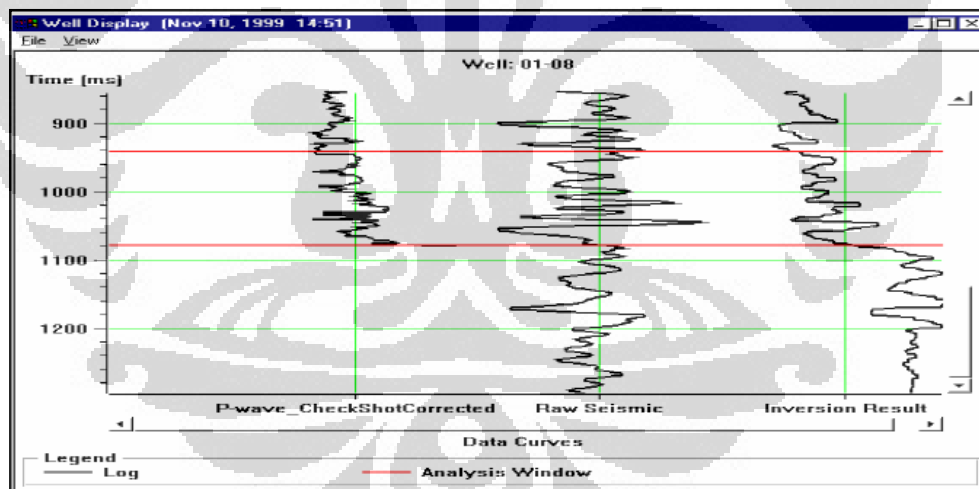 Well Display (Nov 10, 1999 14:51)
File View
Well: 01-08
Time (ms)
900
1000
1100
1200
P-wave_CheckShotCorrected Raw Seismic Inversion Result
Data Curves
Legend
Log Analysis Window